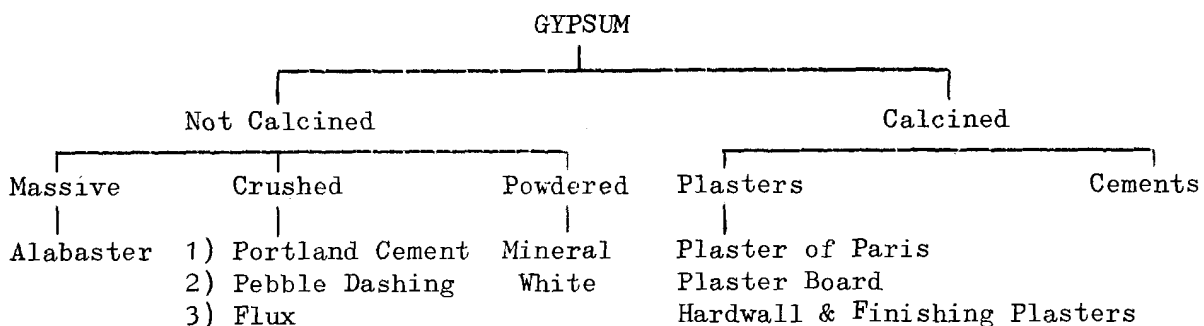 GYPSUM
Not Calcined Calcined
Massive Crushed Powdered Plasters Cements
Alabaster 1) Portland Cement Mineral Plaster of Paris
2) Pebble Dashing White Plaster Board
3) Flux Hardwall & Finishing Plasters